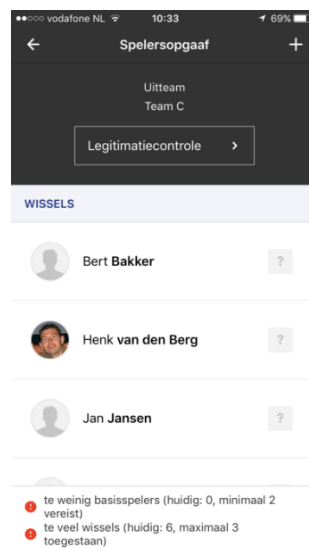 vodafone NL 10:33 69%
Spelersopgaaf
Uitteam
Team C
Legitimatiecontrole
WISSELS
Bert Bakker ?
Henk van den Berg ?
Jan Jansen ?
te weinig basisspelers (huidig: 0, minimaal 2
vereist)
te veel wissels (huidig: 6, maximaal 3
toegestaan)